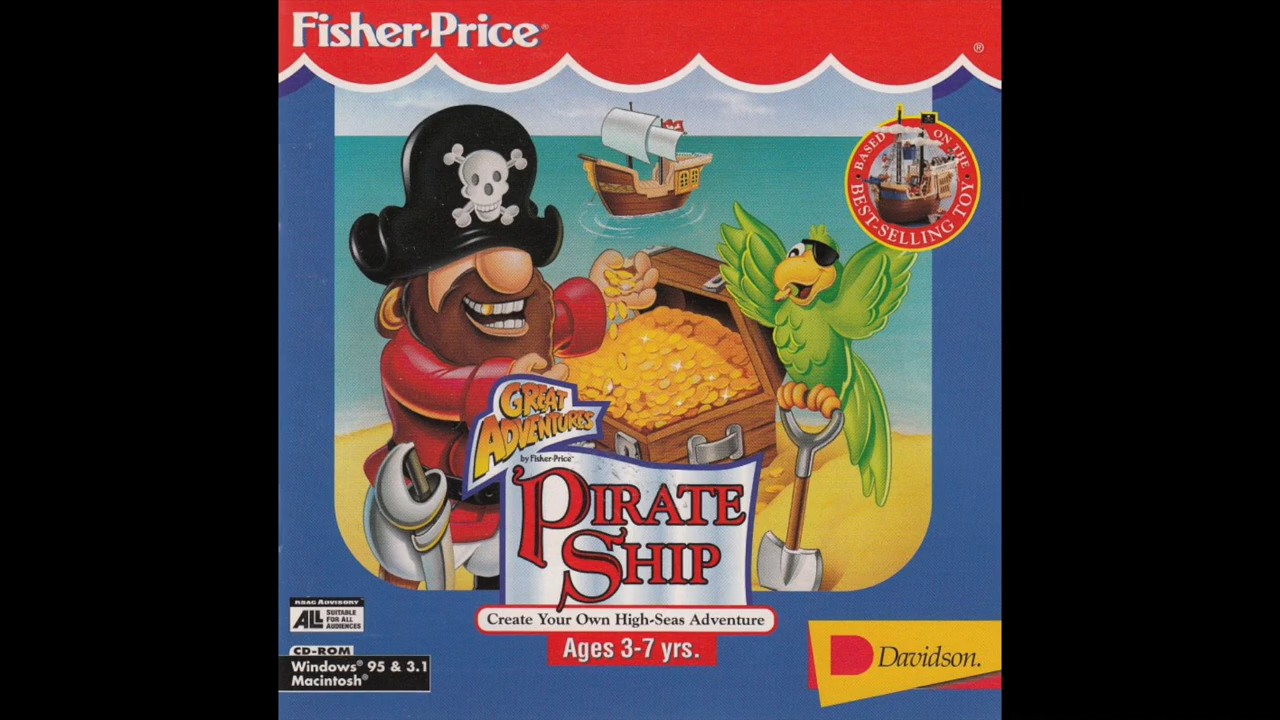 Fisher-Price®
®
BASED ON THE
BEST-SELLING TOY
GREAT
ADVENTURES
by Fisher-Price™
PIRATE
SHIP
Create Your Own High-Seas Adventure
Ages 3-7 yrs.
RSAC ADVISORY
ALL SUITABLE
FOR ALL
AUDIENCES
CD-ROM
Windows® 95 & 3.1
Macintosh®
D Davidson.